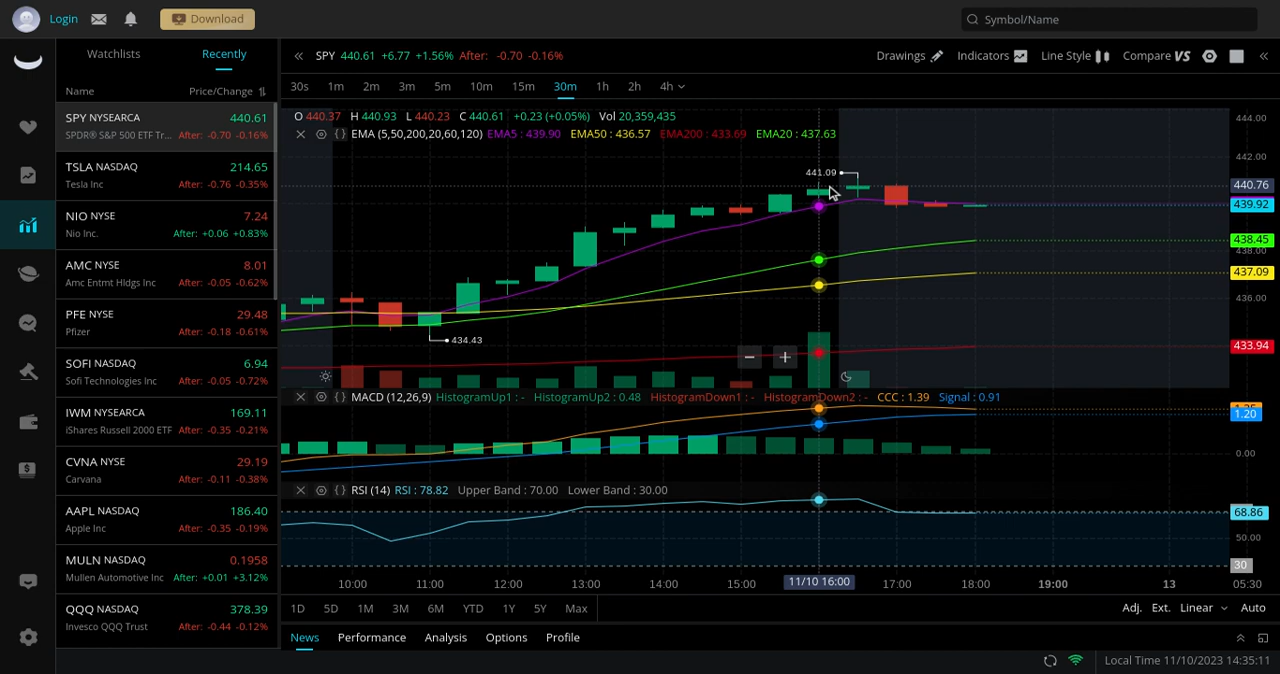 Login
Download
Symbol/Name
Watchlists
Recently
Name
Price/Change
SPY NYSEARCA 440.61
SPDR® S&P 500 ETF Tr... After: -0.70 -0.16%
TSLA NASDAQ 214.65
Tesla Inc After: -0.76 -0.35%
NIO NYSE 7.24
Nio Inc. After: +0.06 +0.83%
AMC NYSE 8.01
Amc Entmt Hldgs Inc After: -0.05 -0.62%
PFE NYSE 29.48
Pfizer After: -0.18 -0.61%
SOFI NASDAQ 6.94
Sofi Technologies Inc After: -0.05 -0.72%
IWM NYSEARCA 169.11
iShares Russell 2000 ETF After: -0.35 -0.21%
CVNA NYSE 29.19
Carvana After: -0.11 -0.38%
AAPL NASDAQ 186.40
Apple Inc After: -0.35 -0.19%
MULN NASDAQ 0.1958
Mullen Automotive Inc After: +0.01 +3.12%
QQQ NASDAQ 378.39
Invesco QQQ Trust After: -0.44 -0.12%
SPY 440.61 +6.77 +1.56% After: -0.70 -0.16%
Drawings Indicators Line Style Compare VS
30s 1m 2m 3m 5m 10m 15m 30m 1h 2h 4h
O 440.37 H 440.93 L 440.23 C 440.61 +0.23 (+0.05%) Vol 20,359,435
EMA (5,50,200,20,60,120) EMA5 : 439.90 EMA50 : 436.57 EMA200 : 433.69 EMA20 : 437.63
441.09
434.43
444.00
442.00
440.76
439.92
438.45
438.00
437.09
436.00
433.94
MACD (12,26,9) HistogramUp1 : - HistogramUp2 : 0.48 HistogramDown1 : - HistogramDown2 : - CCC : 1.39 Signal : 0.91
1.20
0.00
RSI (14) RSI : 78.82 Upper Band : 70.00 Lower Band : 30.00
68.86
50.00
30
10:00 11:00 12:00 13:00 14:00 15:00 11/10 16:00 17:00 18:00 19:00 13 05:30
1D 5D 1M 3M 6M YTD 1Y 5Y Max
Adj. Ext. Linear Auto
News Performance Analysis Options Profile
Local Time 11/10/2023 14:35:11